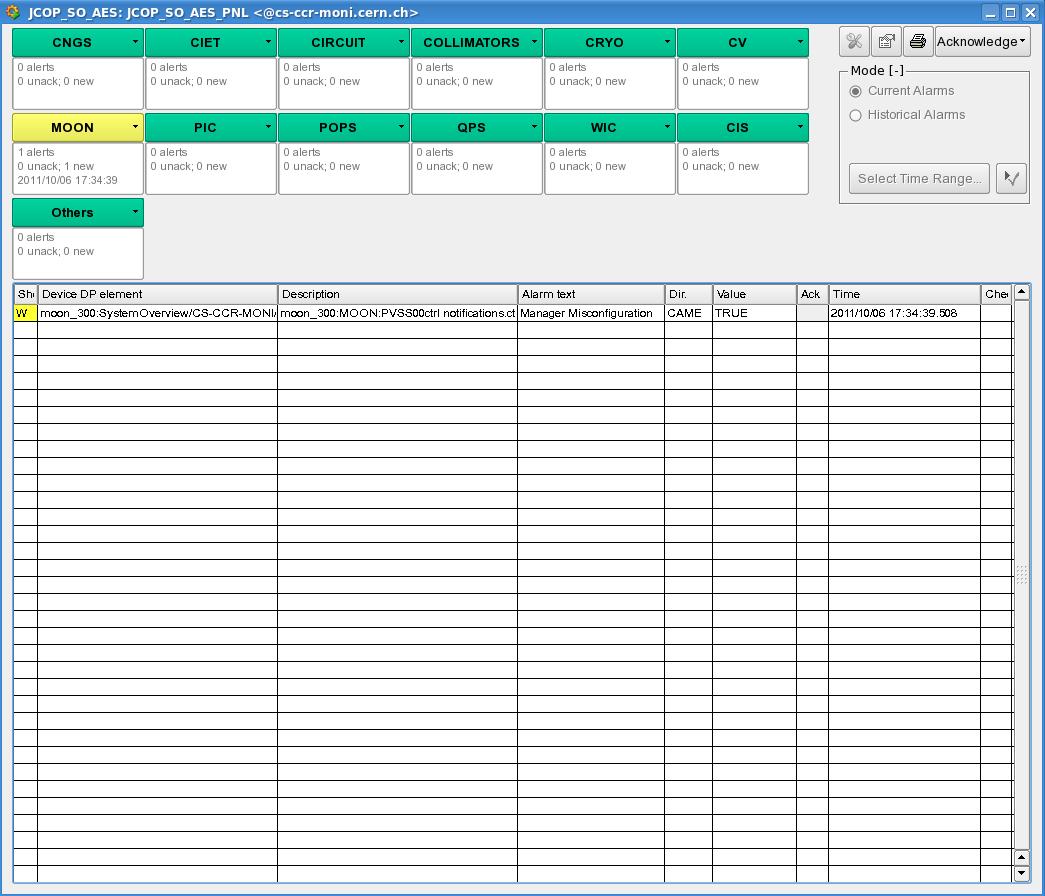 JCOP_SO_AES: JCOP_SO_AES_PNL <@cs-ccr-moni.cern.ch>
CNGS CIET CIRCUIT COLLIMATORS CRYO CV
0 alerts 0 alerts 0 alerts 0 alerts 0 alerts 0 alerts
0 unack; 0 new 0 unack; 0 new 0 unack; 0 new 0 unack; 0 new 0 unack; 0 new 0 unack; 0 new
MOON PIC POPS QPS WIC CIS
1 alerts 0 alerts 0 alerts 0 alerts 0 alerts 0 alerts
0 unack; 1 new 0 unack; 0 new 0 unack; 0 new 0 unack; 0 new 0 unack; 0 new 0 unack; 0 new
2011/10/06 17:34:39
Others
0 alerts
0 unack; 0 new
Acknowledge
Mode [-]
Current Alarms
Historical Alarms
Select Time Range...
Sh Device DP element Description Alarm text Dir. Value Ack Time Che
W moon_300:SystemOverview/CS-CCR-MONI/ moon_300:MOON:PVSS00ctrl notifications.ct Manager Misconfiguration CAME TRUE 2011/10/06 17:34:39.508